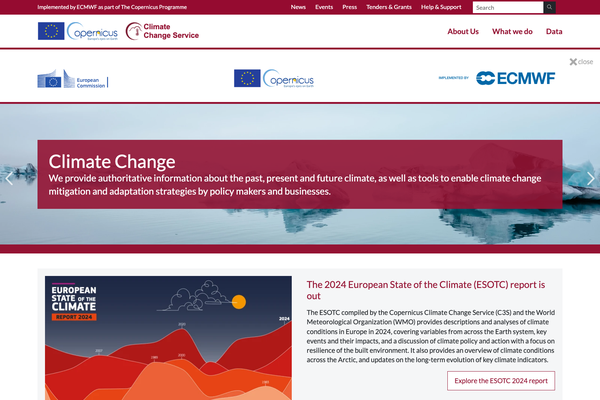 Implemented by ECMWF as part of The Copernicus Programme
News Events Press Tenders & Grants Help & Support Search
Copernicus
Climate
Change Service
About Us What we do Data
close
European
Commission
Copernicus
IMPLEMENTED BY ECMWF
Climate Change
We provide authoritative information about the past, present and future climate, as well as tools to enable climate change
mitigation and adaptation strategies by policy makers and businesses.
EUROPEAN
STATE OF THE
CLIMATE
REPORT 2024
2024
The 2024 European State of the Climate (ESOTC) report is
out
The ESOTC compiled by the Copernicus Climate Change Service (C3S) and the World
Meteorological Organization (WMO) provides descriptions and analyses of climate
conditions in Europe in 2024, covering variables from across the Earth system, key
events and their impacts, and a discussion of climate policy and action with a focus on
resilience of the built environment. It also provides an overview of climate conditions
across the Arctic, and updates on the long-term evolution of key climate indicators.
Explore the ESOTC 2024 report